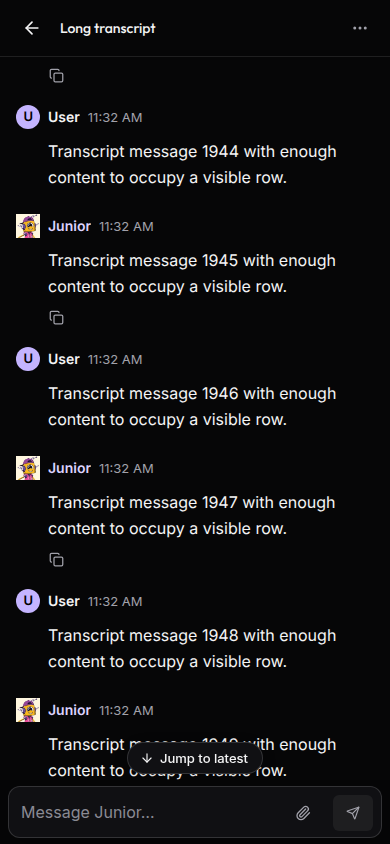 Long transcript
U User 11:32 AM
Transcript message 1944 with enough
content to occupy a visible row.
Junior 11:32 AM
Transcript message 1945 with enough
content to occupy a visible row.
U User 11:32 AM
Transcript message 1946 with enough
content to occupy a visible row.
Junior 11:32 AM
Transcript message 1947 with enough
content to occupy a visible row.
U User 11:32 AM
Transcript message 1948 with enough
content to occupy a visible row.
Junior 11:32 AM
Transcript message 1949 with enough
Jump to latest
content to occupy a visible row.
Message Junior...